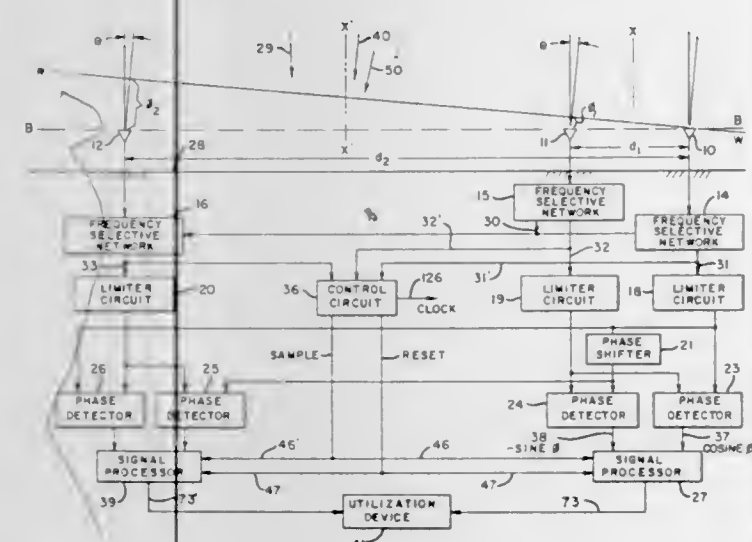 X'
X
θ
29
40
50
θ
R
B
B
W
12
11
10
d2
d1
28
16
15
14
FREQUENCY
SELECTIVE
NETWORK
FREQUENCY
SELECTIVE
NETWORK
FREQUENCY
SELECTIVE
NETWORK
30
32'
32
33
31'
31
LIMITER
CIRCUIT
20
36
CONTROL
CIRCUIT
126
CLOCK
19
LIMITER
CIRCUIT
18
LIMITER
CIRCUIT
SAMPLE
RESET
PHASE
SHIFTER
21
26
25
23
PHASE
DETECTOR
PHASE
DETECTOR
24
PHASE
DETECTOR
PHASE
DETECTOR
38
37
-SINE ø
COSINE ø
46'
46
SIGNAL
PROCESSOR
SIGNAL
PROCESSOR
39
73'
47
47
27
UTILIZATION
DEVICE
73